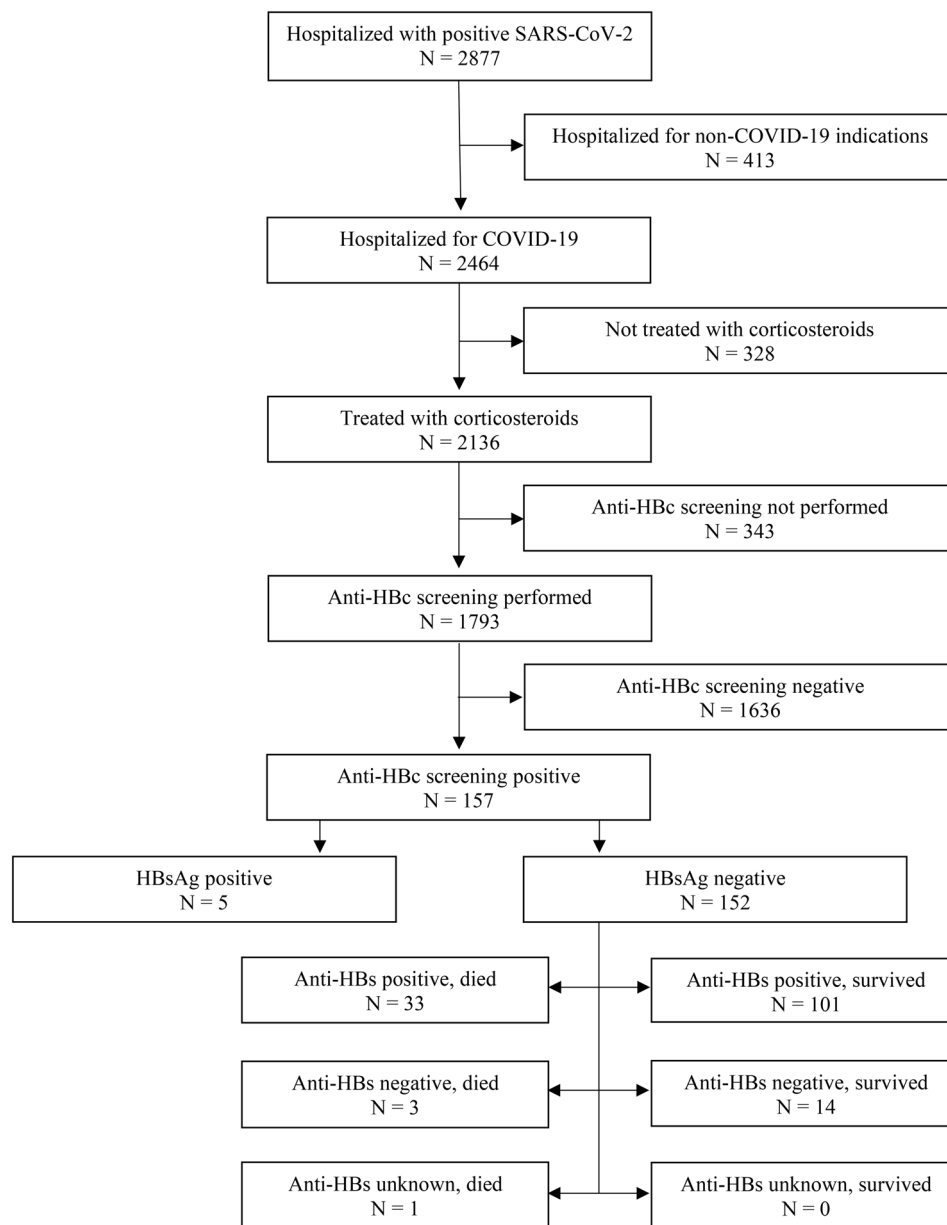 Hospitalized with positive SARS-CoV-2
N = 2877
Hospitalized for non-COVID-19 indications
N = 413
Hospitalized for COVID-19
N = 2464
Not treated with corticosteroids
N = 328
Treated with corticosteroids
N = 2136
Anti-HBc screening not performed
N = 343
Anti-HBc screening performed
N = 1793
Anti-HBc screening negative
N = 1636
Anti-HBc screening positive
N = 157
HBsAg positive
N = 5
HBsAg negative
N = 152
Anti-HBs positive, died
N = 33
Anti-HBs positive, survived
N = 101
Anti-HBs negative, died
N = 3
Anti-HBs negative, survived
N = 14
Anti-HBs unknown, died
N = 1
Anti-HBs unknown, survived
N = 0